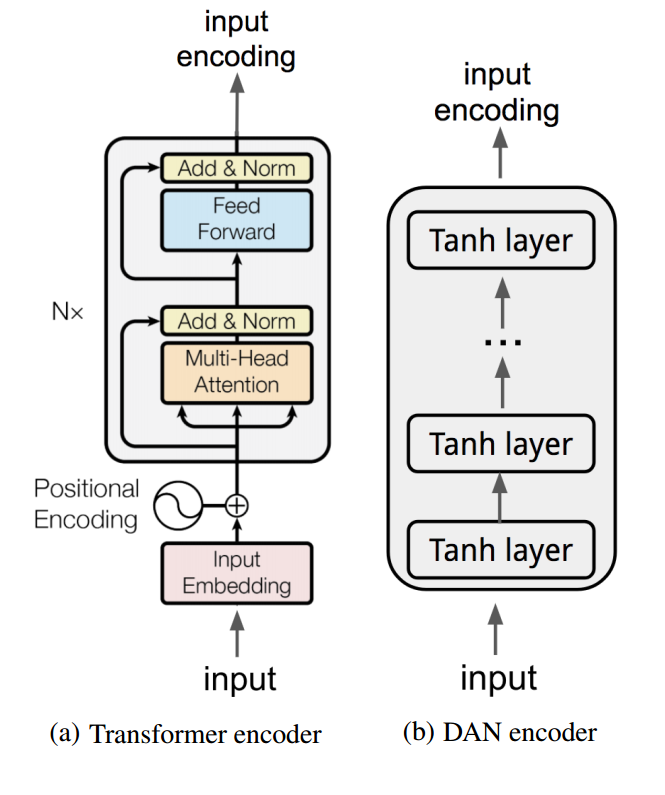 input
encoding
Add & Norm
Feed
Forward
N×
Add & Norm
Multi-Head
Attention
Positional
Encoding
Input
Embedding
input
(a) Transformer encoder
input
encoding
Tanh layer
...
Tanh layer
Tanh layer
input
(b) DAN encoder